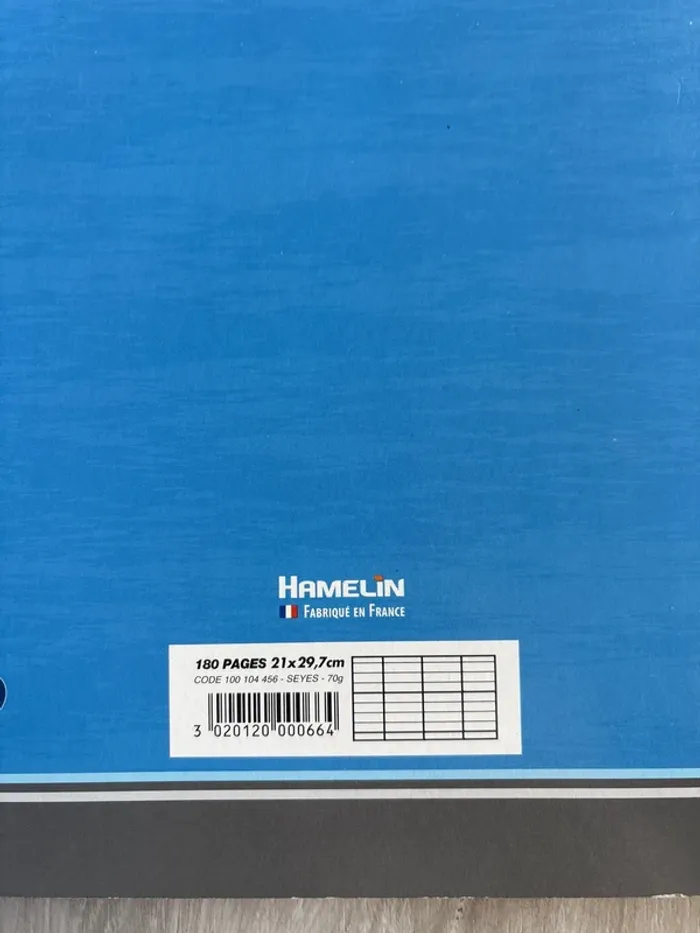 HAMELIN
FABRIQUÉ EN FRANCE
180 PAGES 21x29,7cm
CODE 100 104 456 - SEYES - 70g
3 020120 000664